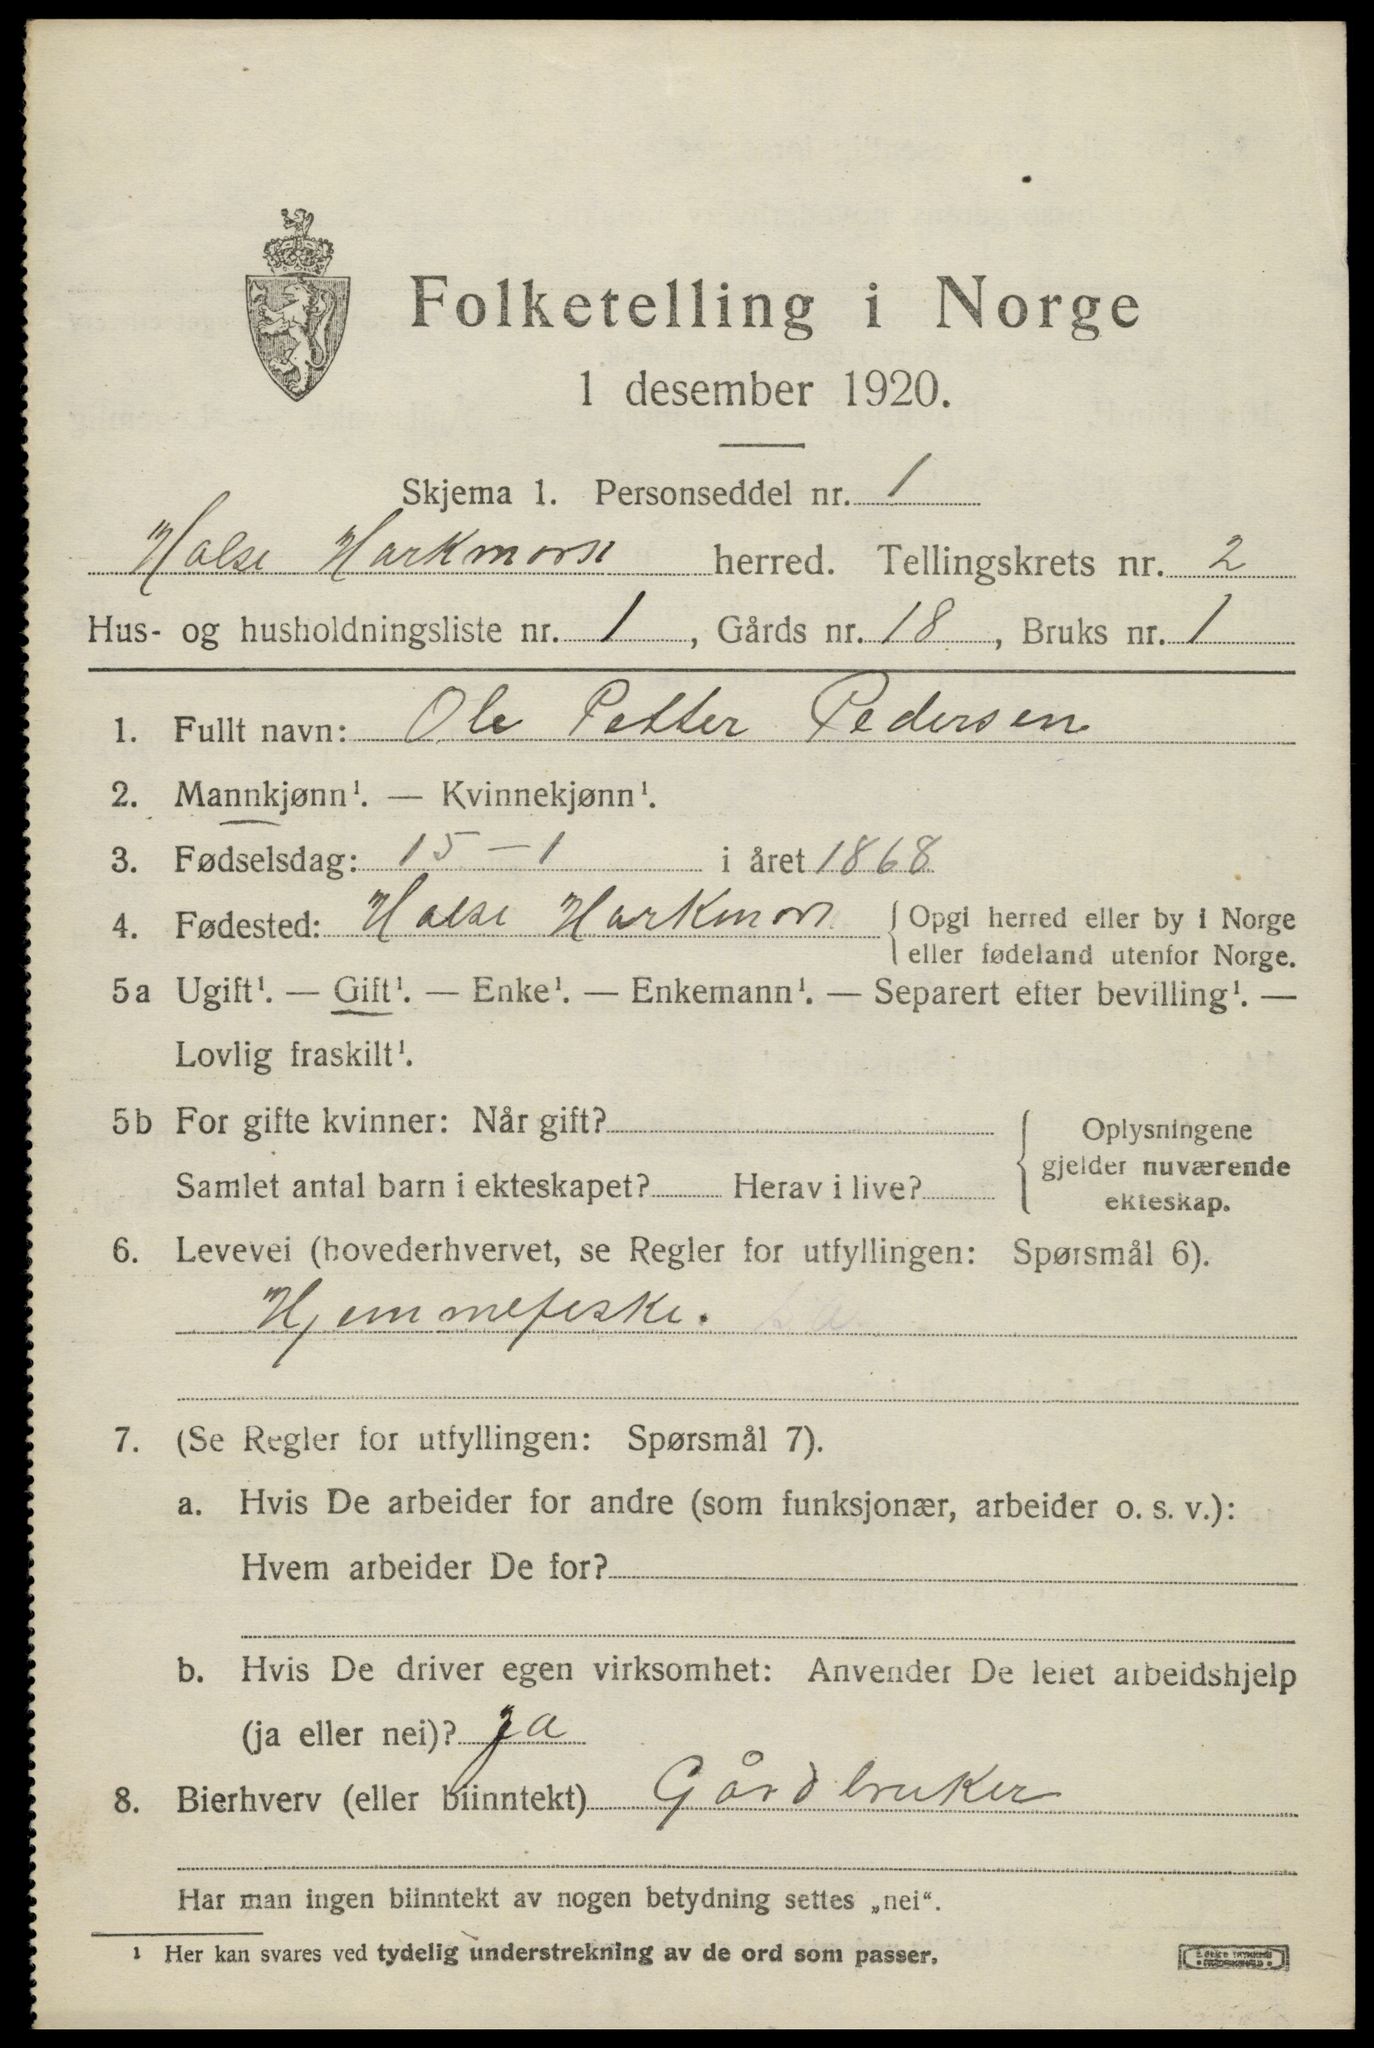 Folketelling i Norge
1 desember 1920.
Skjema 1. Personseddel nr. 1
Halse Harkmark herred. Tellingskrets nr. 2
Hus- og husholdningsliste nr. 1, Gårds nr. 18, Bruks nr. 1
1. Fullt navn: Ole Petter Pedersen
2. Mannkjønn¹. — Kvinnekjønn¹.
3. Fødselsdag: 15 - 1 i året 1868
4. Fødested: Halse Harkmark { Opgi herred eller by i Norge
eller fødeland utenfor Norge.
5a Ugift¹. — Gift¹. — Enke¹. — Enkemann¹. — Separert efter bevilling¹. —
Lovlig fraskilt¹.
5b For gifte kvinner: Når gift?
Samlet antal barn i ekteskapet? Herav i live?
{ Oplysningene
gjelder nuværende
ekteskap.
6. Levevei (hovederhvervet, se Regler for utfyllingen: Spørsmål 6).
Hjemmefiske.
7. (Se Regler for utfyllingen: Spørsmål 7).
a. Hvis De arbeider for andre (som funksjonær, arbeider o. s. v.):
Hvem arbeider De for?
b. Hvis De driver egen virksomhet: Anvender De leiet arbeidshjelp
(ja eller nei)? ja
8. Bierhverv (eller biinntekt) Gårdbruker
Har man ingen biinntekt av nogen betydning settes „nei“.
¹ Her kan svares ved tydelig understrekning av de ord som passer.